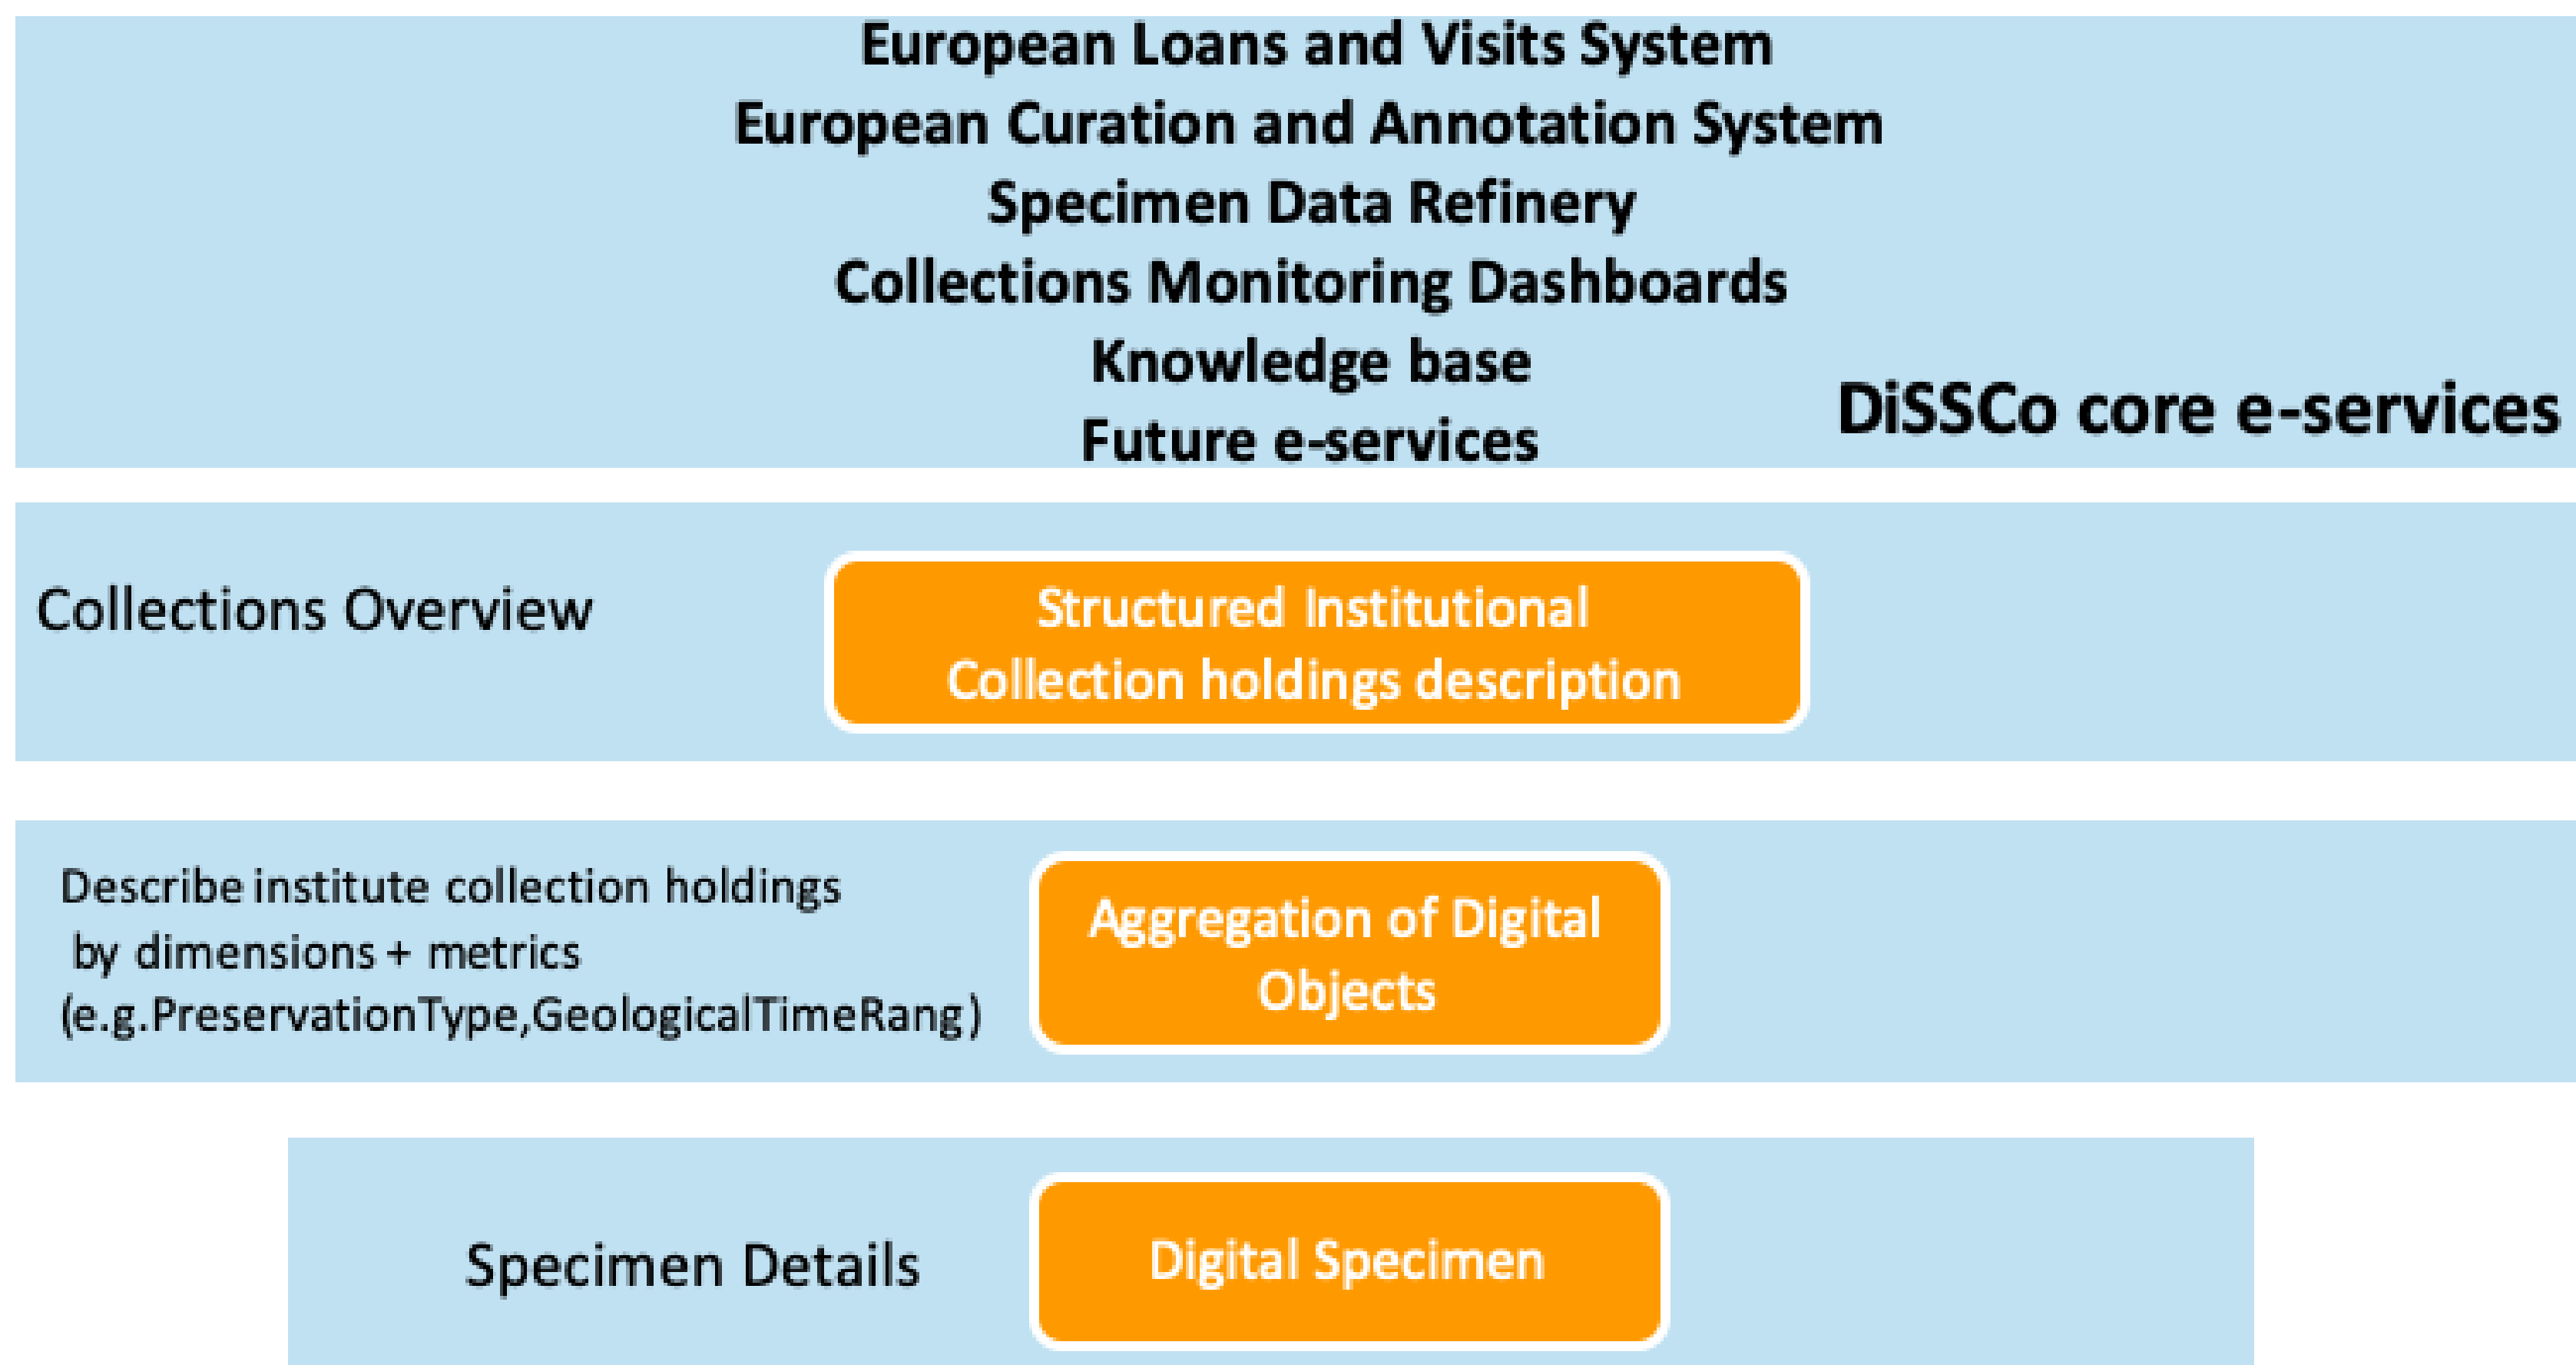 European Loans and Visits System
European Curation and Annotation System
Specimen Data Refinery
Collections Monitoring Dashboards
Knowledge base
Future e-services
DiSSCo core e-services
Collections Overview
Structured Institutional
Collection holdings description
Describe institute collection holdings
by dimensions + metrics
(e.g.PreservationType,GeologicalTimeRang)
Aggregation of Digital
Objects
Specimen Details
Digital Specimen